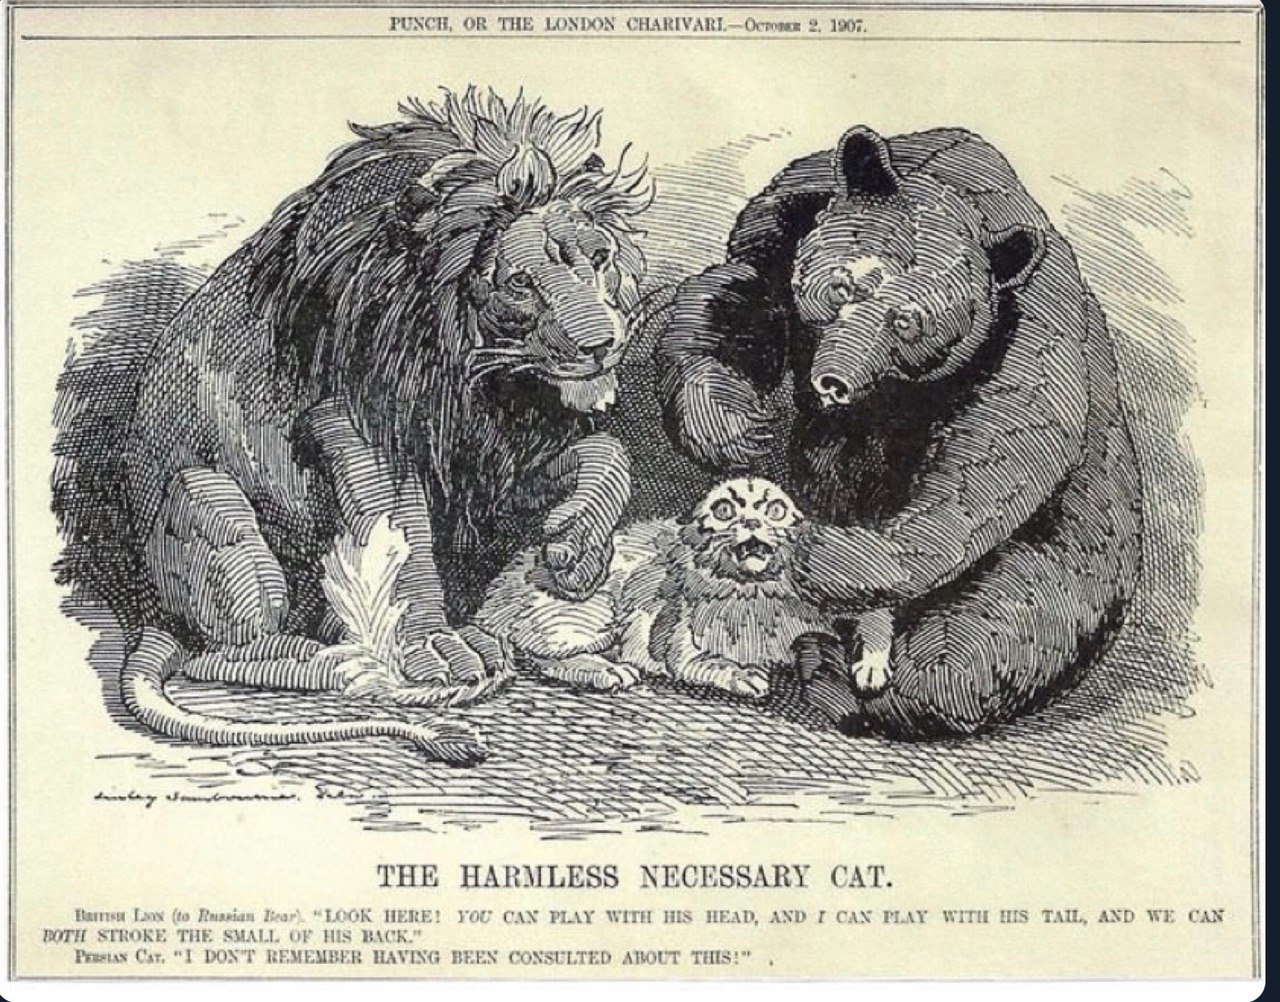 PUNCH, OR THE LONDON CHARIVARI.—OCTOBER 2, 1907.
Linley Sambourne.
THE HARMLESS NECESSARY CAT.
BRITISH LION (to Russian Bear). "LOOK HERE! YOU CAN PLAY WITH HIS HEAD, AND I CAN PLAY WITH HIS TAIL, AND WE CAN
BOTH STROKE THE SMALL OF HIS BACK."
PERSIAN CAT. "I DON'T REMEMBER HAVING BEEN CONSULTED ABOUT THIS!"